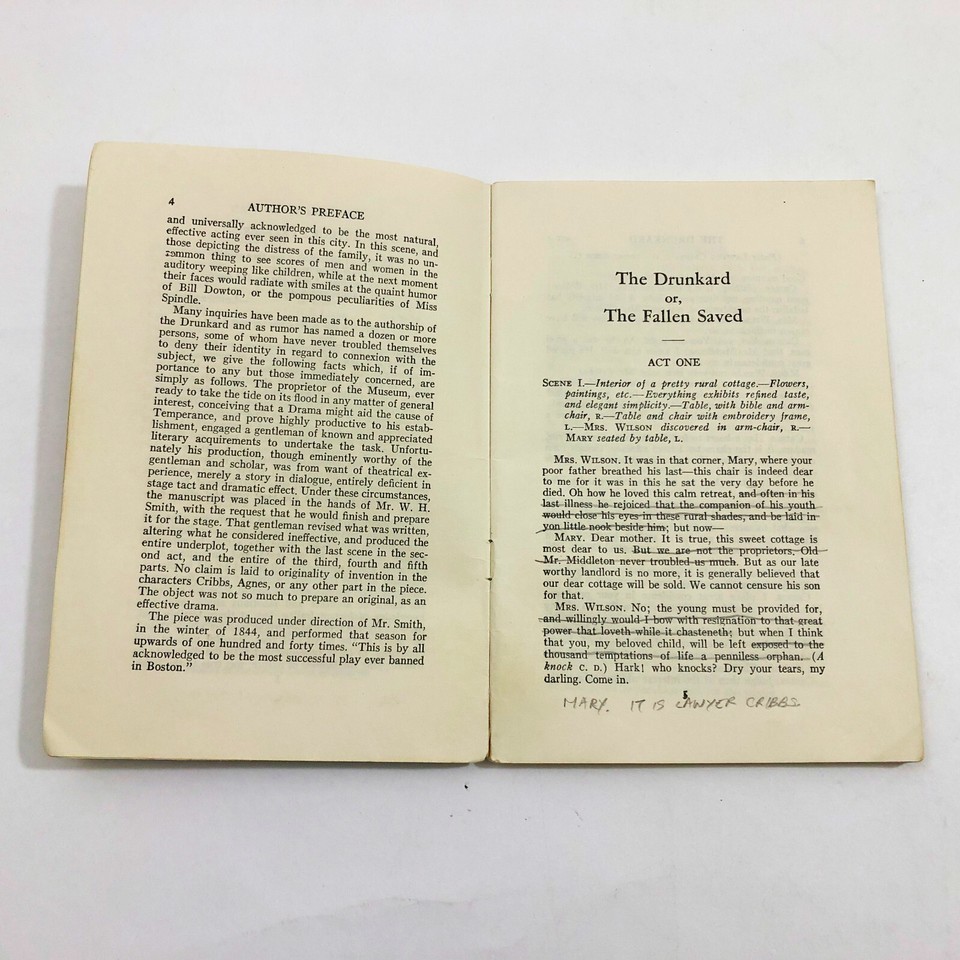 4
AUTHOR'S PREFACE
and universally acknowledged to be the most natural,
effective acting ever seen in this city. In this scene, and
those depicting the distress of the family, it was no un-
common thing to see scores of men and women in the
auditory weeping like children, while at the next moment
their faces would radiate with smiles at the quaint humor
of Bill Dowton, or the pompous peculiarities of Miss
Spindle.
Many inquiries have been made as to the authorship of
the Drunkard and as rumor has named a dozen or more
persons, some of whom have never troubled themselves
to deny their identity in regard to connexion with the
subject, we give the following facts which, if of im-
portance to any but those immediately concerned, are
simply as follows. The proprietor of the Museum, ever
ready to take the tide on its flood in any matter of general
interest, conceiving that a Drama might aid the cause of
Temperance, and prove highly productive to his estab-
lishment, engaged a gentleman of known and appreciated
literary acquirements to undertake the task. Unfortu-
nately his production, though eminently worthy of the
gentleman and scholar, was from want of theatrical ex-
perience, merely a story in dialogue, entirely deficient in
stage tact and dramatic effect. Under these circumstances,
the manuscript was placed in the hands of Mr. W. H.
Smith, with the request that he would finish and prepare
it for the stage. That gentleman revised what was written,
altering what he considered ineffective, and produced the
entire underplot, together with the last scene in the sec-
ond act, and the entire of the third, fourth and fifth
parts. No claim is laid to originality of invention in the
characters Cribbs, Agnes, or any other part in the piece.
The object was not so much to prepare an original, as an
effective drama.
The piece was produced under direction of Mr. Smith,
in the winter of 1844, and performed that season for
upwards of one hundred and forty times. "This is by all
acknowledged to be the most successful play ever banned
in Boston."
The Drunkard
or,
The Fallen Saved
ACT ONE
SCENE I.—Interior of a pretty rural cottage.—Flowers,
paintings, etc.—Everything exhibits refined taste,
and elegant simplicity.—Table, with bible and arm-
chair, R.—Table and chair with embroidery frame,
L.—MRS. WILSON discovered in arm-chair, R.—
MARY seated by table, L.
MRS. WILSON. It was in that corner, Mary, where your
poor father breathed his last—this chair is indeed dear
to me for it was in this he sat the very day before he
died. Oh how he loved this calm retreat, and often in his
last illness he rejoiced that the companion of his youth
would close his eyes in these rural shades, and be laid in
yon little nook beside him; but now—
MARY. Dear mother. It is true, this sweet cottage is
most dear to us. But we are not the proprietors. Old
Mr. Middleton never troubled us much. But as our late
worthy landlord is no more, it is generally believed that
our dear cottage will be sold. We cannot censure his son
for that.
MRS. WILSON. No; the young must be provided for,
and willingly would I bow with resignation to that great
power that loveth while it chasteneth; but when I think
that you, my beloved child, will be left exposed to the
thousand temptations of life a penniless orphan. (A
knock C. D.) Hark! who knocks? Dry your tears, my
darling. Come in.
5
MARY. IT IS LAWYER CRIBBS.